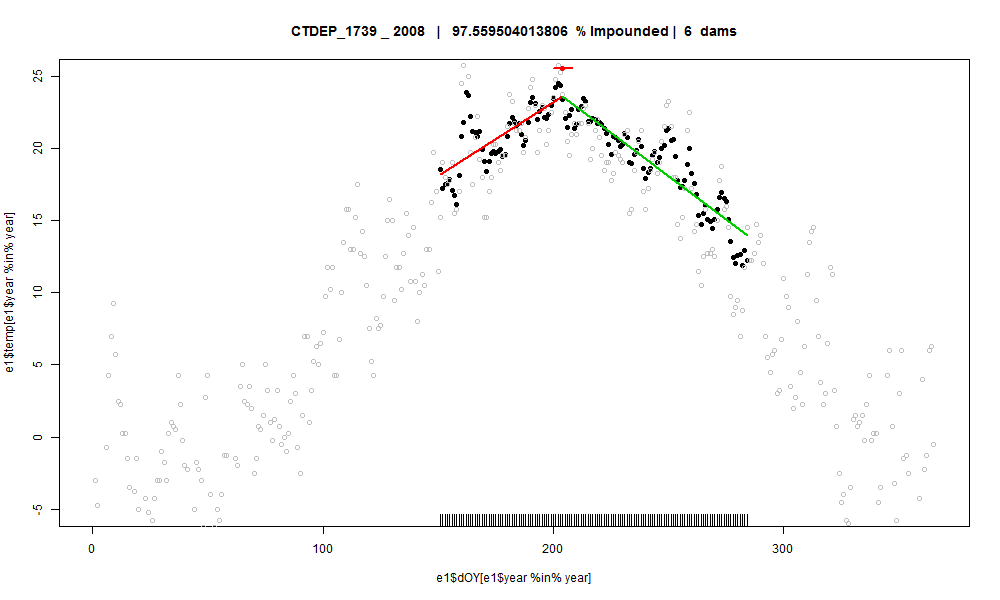 CTDEP_1739 _ 2008 | 97.559504013806 % Impounded | 6 dams
25
20
15
10
5
0
-5
e1$temp[e1$year %in% year]
0 100 200 300
e1$dOY[e1$year %in% year]